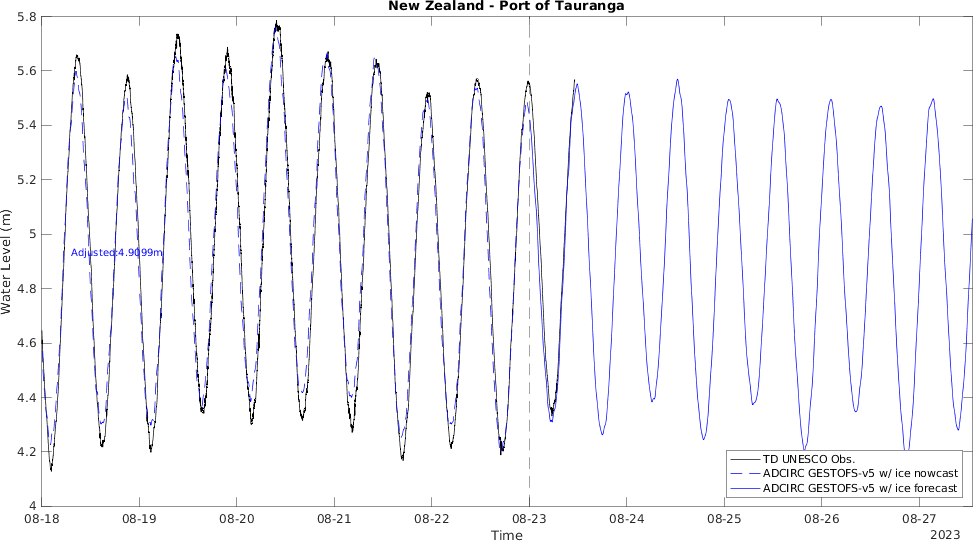 New Zealand - Port of Tauranga
5.8
5.6
5.4
5.2
5
4.8
4.6
4.4
4.2
4
Water Level (m)
Adjusted:4.9099m
TD UNESCO Obs.
ADCIRC GESTOFS-v5 w/ ice nowcast
ADCIRC GESTOFS-v5 w/ ice forecast
08-18 08-19 08-20 08-21 08-22 08-23 08-24 08-25 08-26 08-27
Time
2023